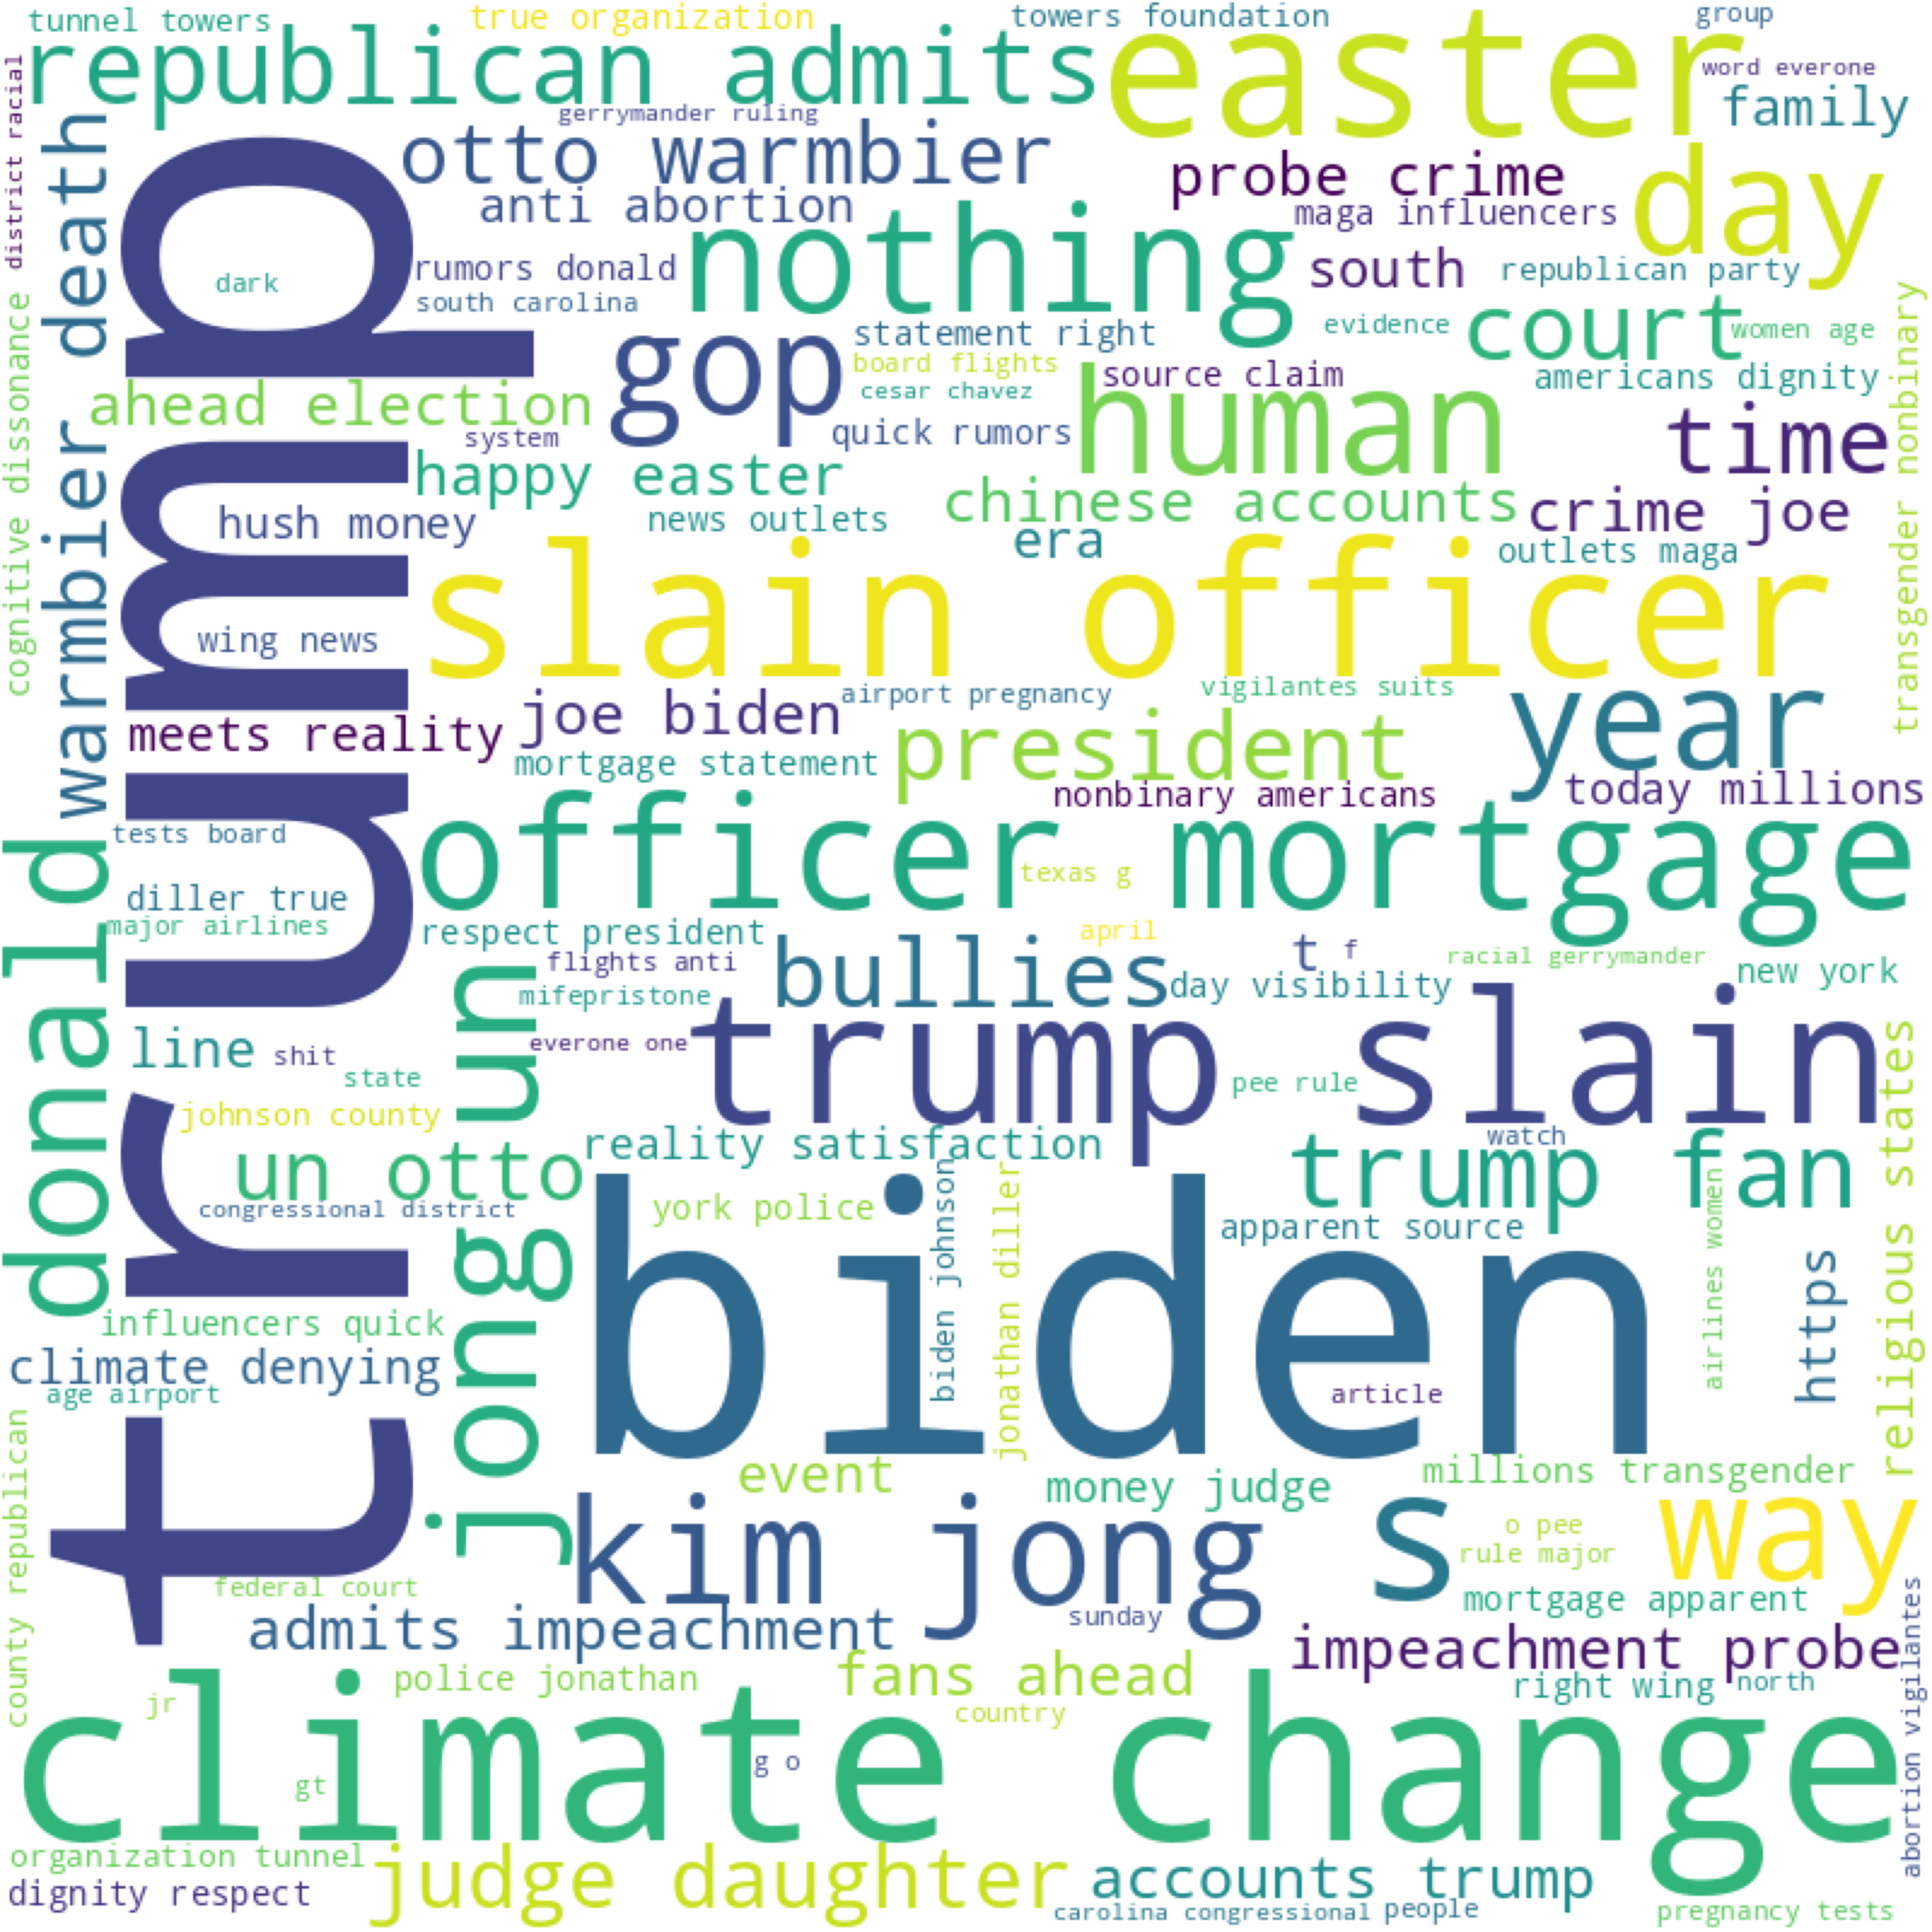 tunnel towers
true organization
towers foundation
group
republican admits
easter
word everone
family
district racial
gerrymander ruling
death
otto warmbier
probe crime
day
anti abortion
maga influencers
nothing
rumors donald
south
republican party
dark
south carolina
trump
cognitive dissonance
statement right
evidence
court
women age
transgender nonbinary
gop
board flights
source claim
americans dignity
cesar chavez
human
ahead election
quick rumors
time
system
warmbier
happy easter
chinese accounts
crime joe
hush money
news outlets
era
outlets maga
slain officer
wing news
joe biden
airport pregnancy
vigilantes suits
year
meets reality
president
mortgage statement
nonbinary americans
today millions
tests board
officer mortgage
donald
texas g
diller true
major airlines
respect president
april
bullies
t
f
racial gerrymander
new york
flights anti
day visibility
mifepristone
un
trump slain
line
shit
everone one
state
pee rule
religious states
johnson county
reality satisfaction
watch
trump fan
un otto
congressional district
york police
biden johnson
jonathan diller
apparent source
airlines women
https
biden
jong
influencers quick
climate denying
age airport
article
county republican
event
money judge
millions transgender
kim jong
s
way
o pee
rule major
federal court
mortgage apparent
abortion vigilantes
admits impeachment
sunday
impeachment probe
police jonathan
fans ahead
right wing
north
jr
country
climate change
g o
gt
organization tunnel
judge daughter
accounts trump
dignity respect
carolina congressional
people
pregnancy tests